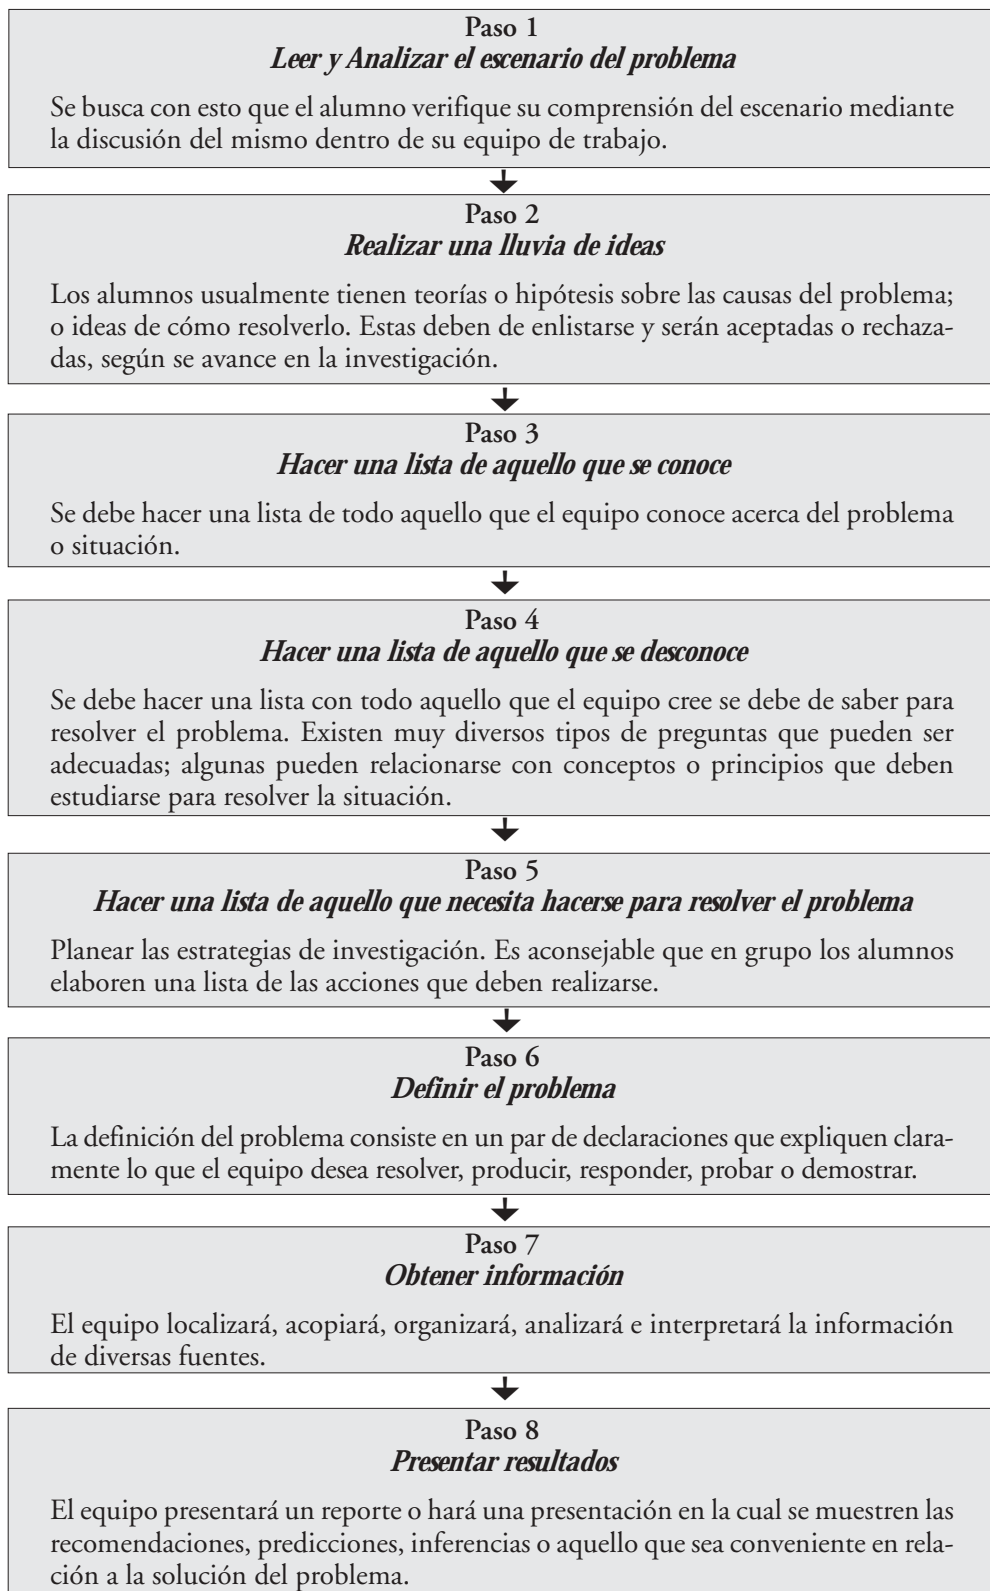 Paso 1
Leer y Analizar el escenario del problema
Se busca con esto que el alumno verifique su comprensión del escenario mediante
la discusión del mismo dentro de su equipo de trabajo.
Paso 2
Realizar una lluvia de ideas
Los alumnos usualmente tienen teorías o hipótesis sobre las causas del problema;
o ideas de cómo resolverlo. Estas deben de enlistarse y serán aceptadas o rechaza-
das, según se avance en la investigación.
Paso 3
Hacer una lista de aquello que se conoce
Se debe hacer una lista de todo aquello que el equipo conoce acerca del problema
o situación.
Paso 4
Hacer una lista de aquello que se desconoce
Se debe hacer una lista con todo aquello que el equipo cree se debe de saber para
resolver el problema. Existen muy diversos tipos de preguntas que pueden ser
adecuadas; algunas pueden relacionarse con conceptos o principios que deben
estudiarse para resolver la situación.
Paso 5
Hacer una lista de aquello que necesita hacerse para resolver el problema
Planear las estrategias de investigación. Es aconsejable que en grupo los alumnos
elaboren una lista de las acciones que deben realizarse.
Paso 6
Definir el problema
La definición del problema consiste en un par de declaraciones que expliquen clara-
mente lo que el equipo desea resolver, producir, responder, probar o demostrar.
Paso 7
Obtener información
El equipo localizará, acopiará, organizará, analizará e interpretará la información
de diversas fuentes.
Paso 8
Presentar resultados
El equipo presentará un reporte o hará una presentación en la cual se muestren las
recomendaciones, predicciones, inferencias o aquello que sea conveniente en rela-
ción a la solución del problema.